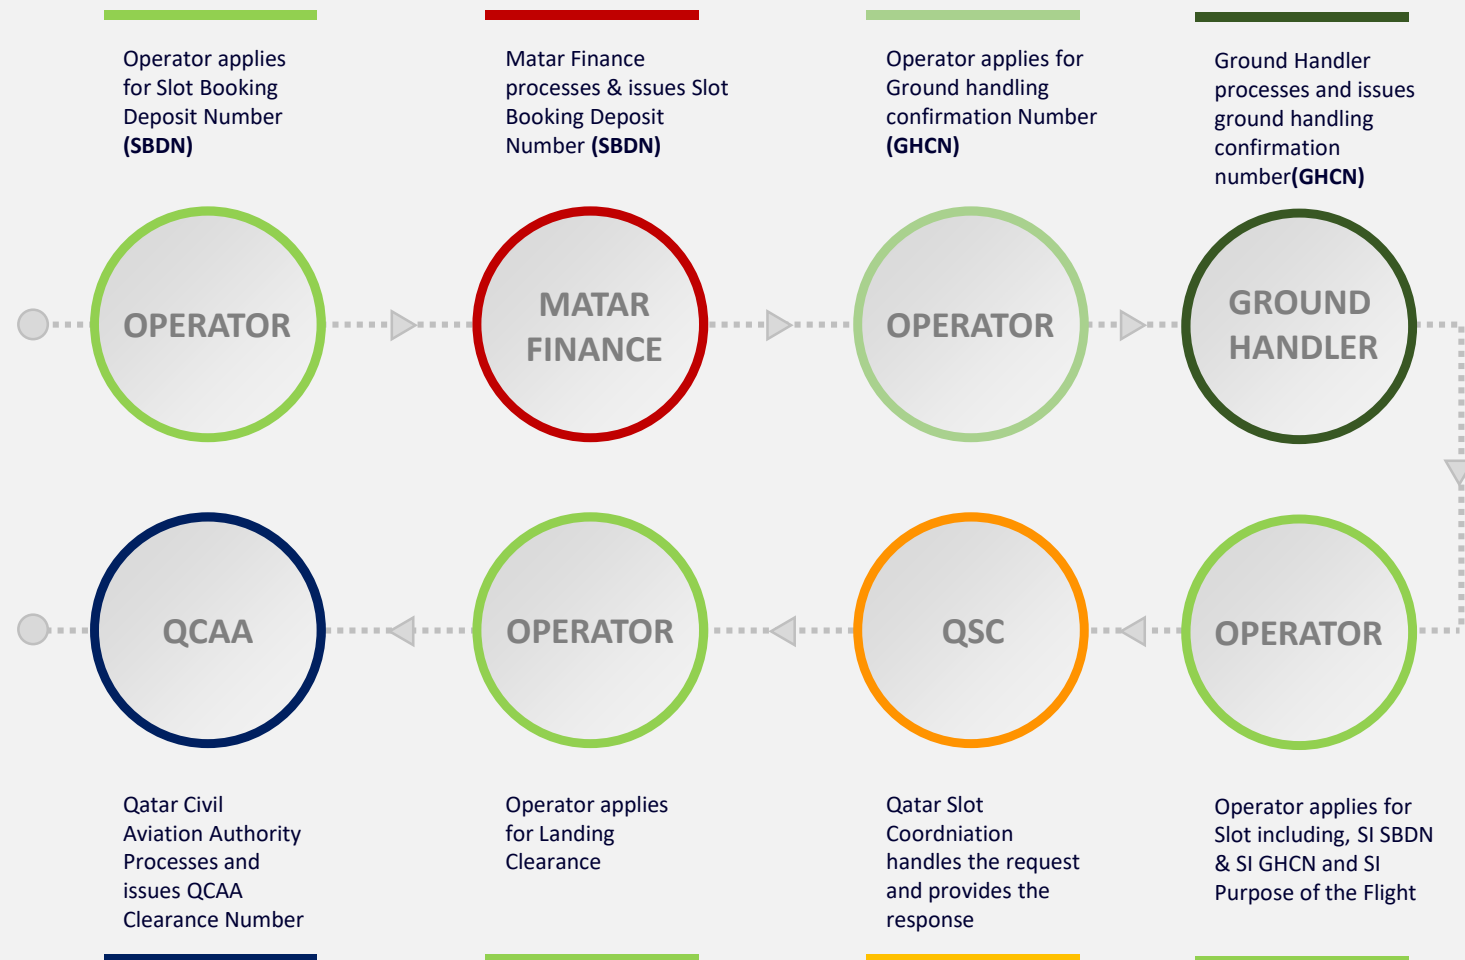 Operator applies
for Slot Booking
Deposit Number
(SBDN)
Matar Finance
processes & issues Slot
Booking Deposit
Number (SBDN)
Operator applies for
Ground handling
confirmation Number
(GHCN)
Ground Handler
processes and issues
ground handling
confirmation
number(GHCN)
OPERATOR
MATAR
FINANCE
OPERATOR
GROUND
HANDLER
QCAA
OPERATOR
QSC
OPERATOR
Qatar Civil
Aviation Authority
Processes and
issues QCAA
Clearance Number
Operator applies
for Landing
Clearance
Qatar Slot
Coordniation
handles the request
and provides the
response
Operator applies for
Slot including, SI SBDN
& SI GHCN and SI
Purpose of the Flight